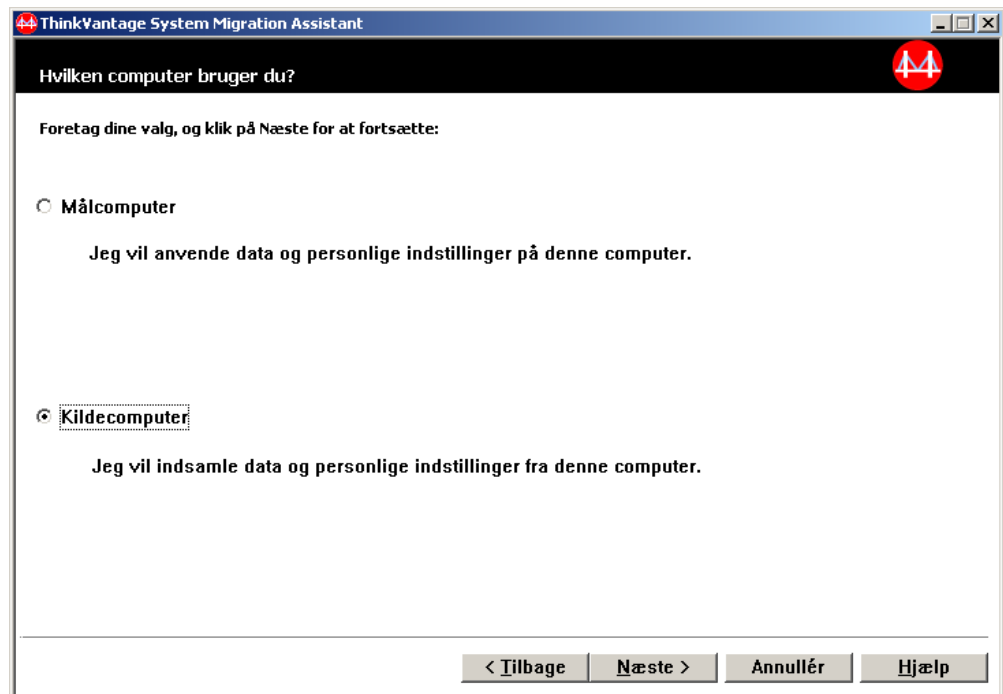 ThinkVantage System Migration Assistant
Hvilken computer bruger du?
Foretag dine valg, og klik på Næste for at fortsætte:
Målcomputer
Jeg vil anvende data og personlige indstillinger på denne computer.
Kildecomputer
Jeg vil indsamle data og personlige indstillinger fra denne computer.
< Tilbage Næste > Annullér Hjælp